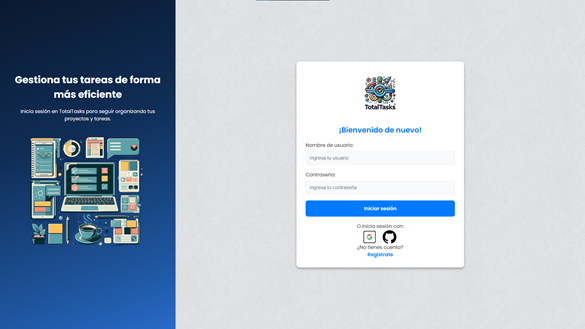 Gestiona tus tareas de forma
más eficiente
Inicia sesión en TotalTasks para seguir organizando tus
proyectos y tareas.
TotalTasks
¡Bienvenido de nuevo!
Nombre de usuario:
Ingresa tu usuario
Contraseña:
Ingresa tu contraseña
Iniciar sesión
O inicia sesión con:
¿No tienes cuenta?
Regístrate